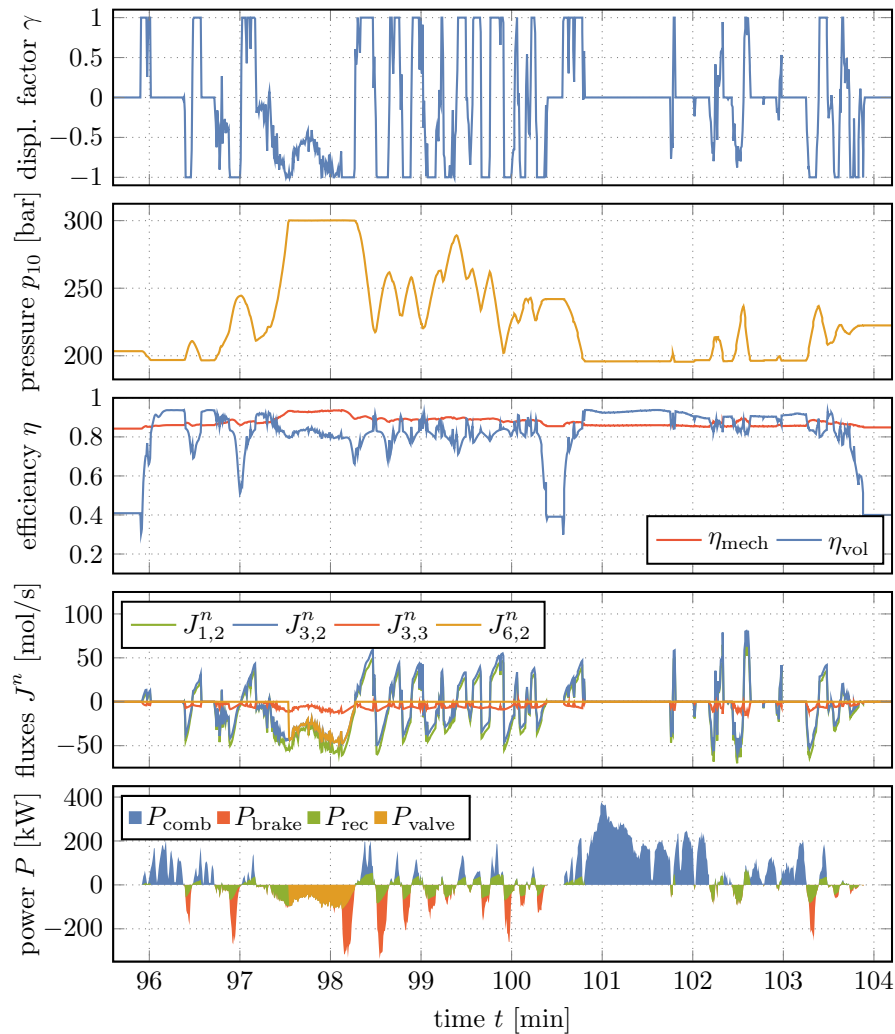 displ. factor γ
1
0.5
0
−0.5
−1
pressure p10 [bar]
300
250
200
efficiency η
1
0.8
0.6
0.4
0.2
ηmech ηvol
fluxes Jⁿ [mol/s]
100
50
0
−50
Jⁿ1,2 Jⁿ3,2 Jⁿ3,3 Jⁿ6,2
power P [kW]
400
200
0
−200
Pcomb Pbrake Prec Pvalve
96 97 98 99 100 101 102 103 104
time t [min]